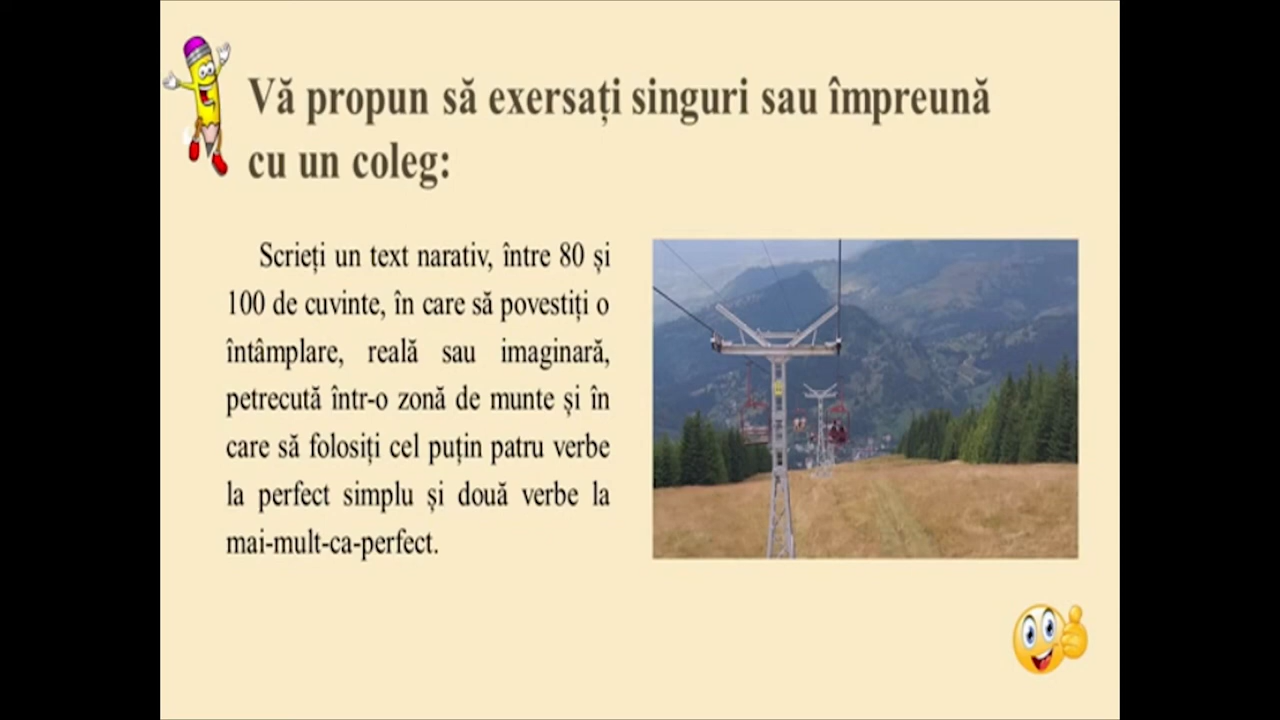 Vă propun să exersați singuri sau împreună
cu un coleg:
Scrieți un text narativ, între 80 și
100 de cuvinte, în care să povestiți o
întâmplare, reală sau imaginară,
petrecută într-o zonă de munte și în
care să folosiți cel puțin patru verbe
la perfect simplu și două verbe la
mai-mult-ca-perfect.